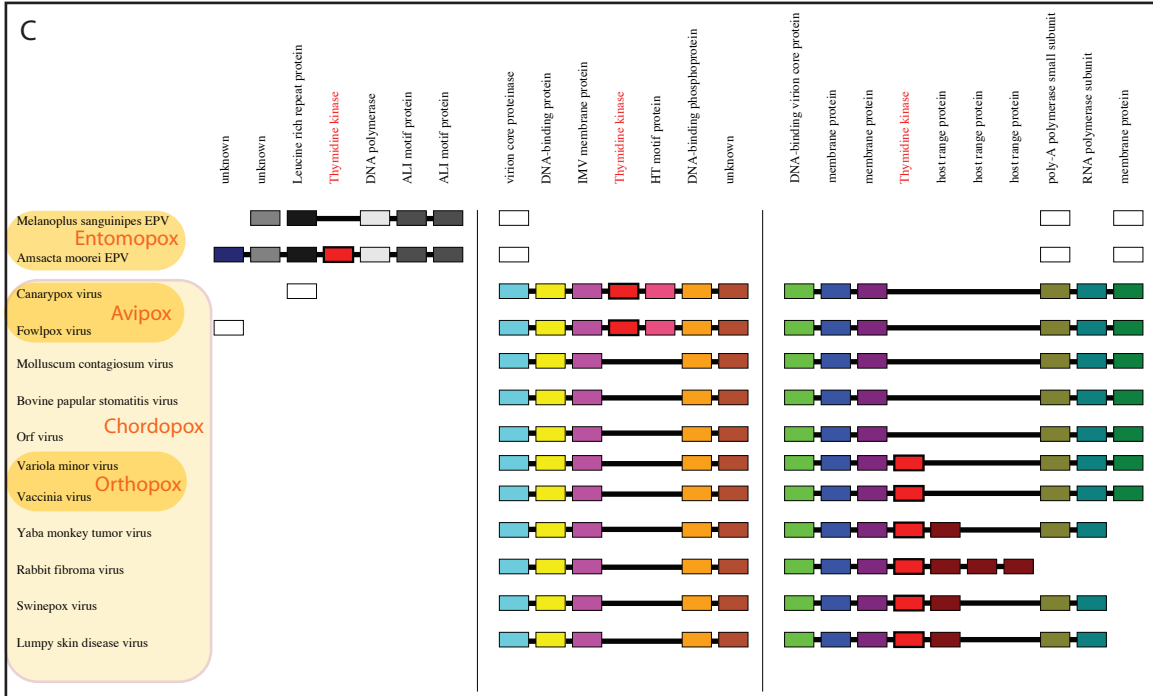 C
unknown
unknown
Leucine rich repeat protein
Thymidine kinase
DNA polymerase
ALI motif protein
ALI motif protein
virion core proteinase
DNA-binding protein
IMV membrane protein
Thymidine kinase
HT motif protein
DNA-binding phosphoprotein
unknown
DNA-binding virion core protein
membrane protein
membrane protein
Thymidine kinase
host range protein
host range protein
host range protein
poly-A polymerase small subunit
RNA polymerase subunit
membrane protein
Melanoplus sanguinipes EPV
Entomopox
Amsacta moorei EPV
Canarypox virus
Avipox
Fowlpox virus
Molluscum contagiosum virus
Bovine papular stomatitis virus
Orf virus
Chordopox
Variola minor virus
Orthopox
Vaccinia virus
Yaba monkey tumor virus
Rabbit fibroma virus
Swinepox virus
Lumpy skin disease virus